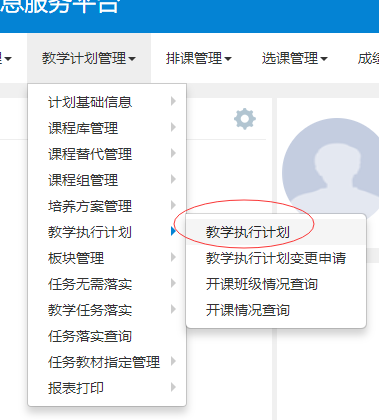 息服务平台
教学计划管理 排课管理 选课管理
计划基础信息
课程库管理
课程替代管理
课程组管理
培养方案管理
教学执行计划
板块管理
任务无需落实
教学任务落实
任务落实查询
任务教材指定管理
报表打印
教学执行计划
教学执行计划变更申请
开课班级情况查询
开课情况查询